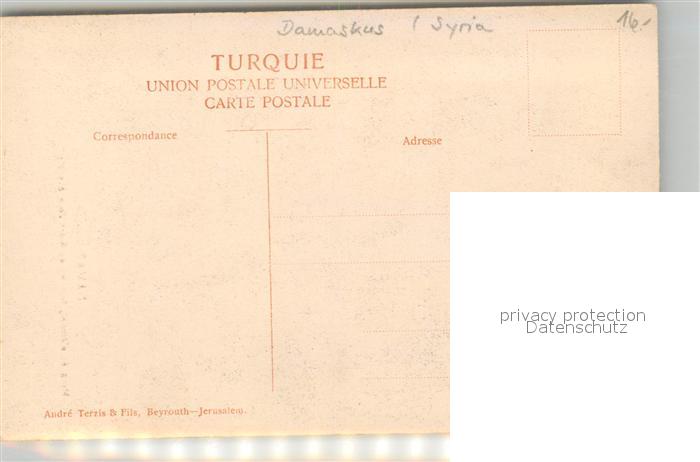 Damaskus / Syria
16.-
TURQUIE
UNION POSTALE UNIVERSELLE
CARTE POSTALE
Correspondance
Adresse
privacy protection
Datenschutz
André Terzis & Fils, Beyrouth—Jerusalem.